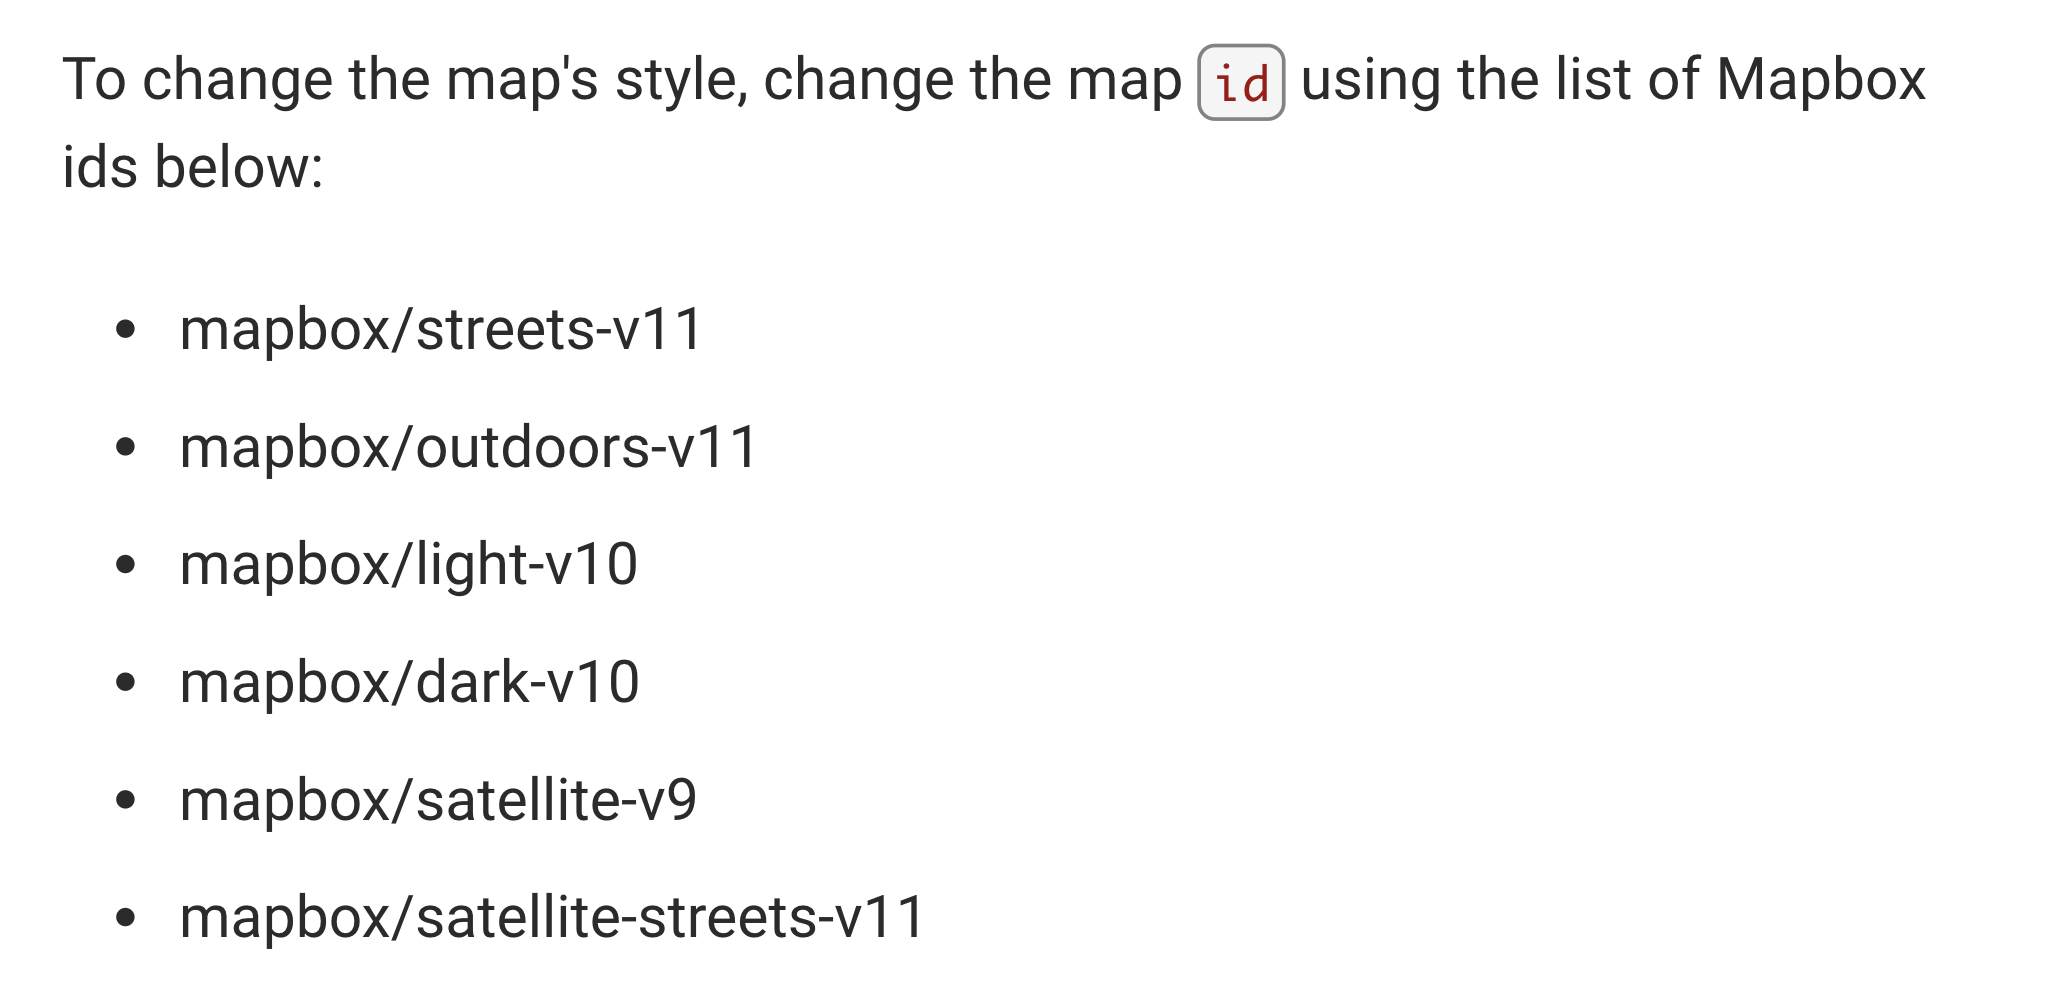 To change the map's style, change the map id using the list of Mapbox
ids below:
mapbox/streets-v11
mapbox/outdoors-v11
mapbox/light-v10
mapbox/dark-v10
mapbox/satellite-v9
mapbox/satellite-streets-v11